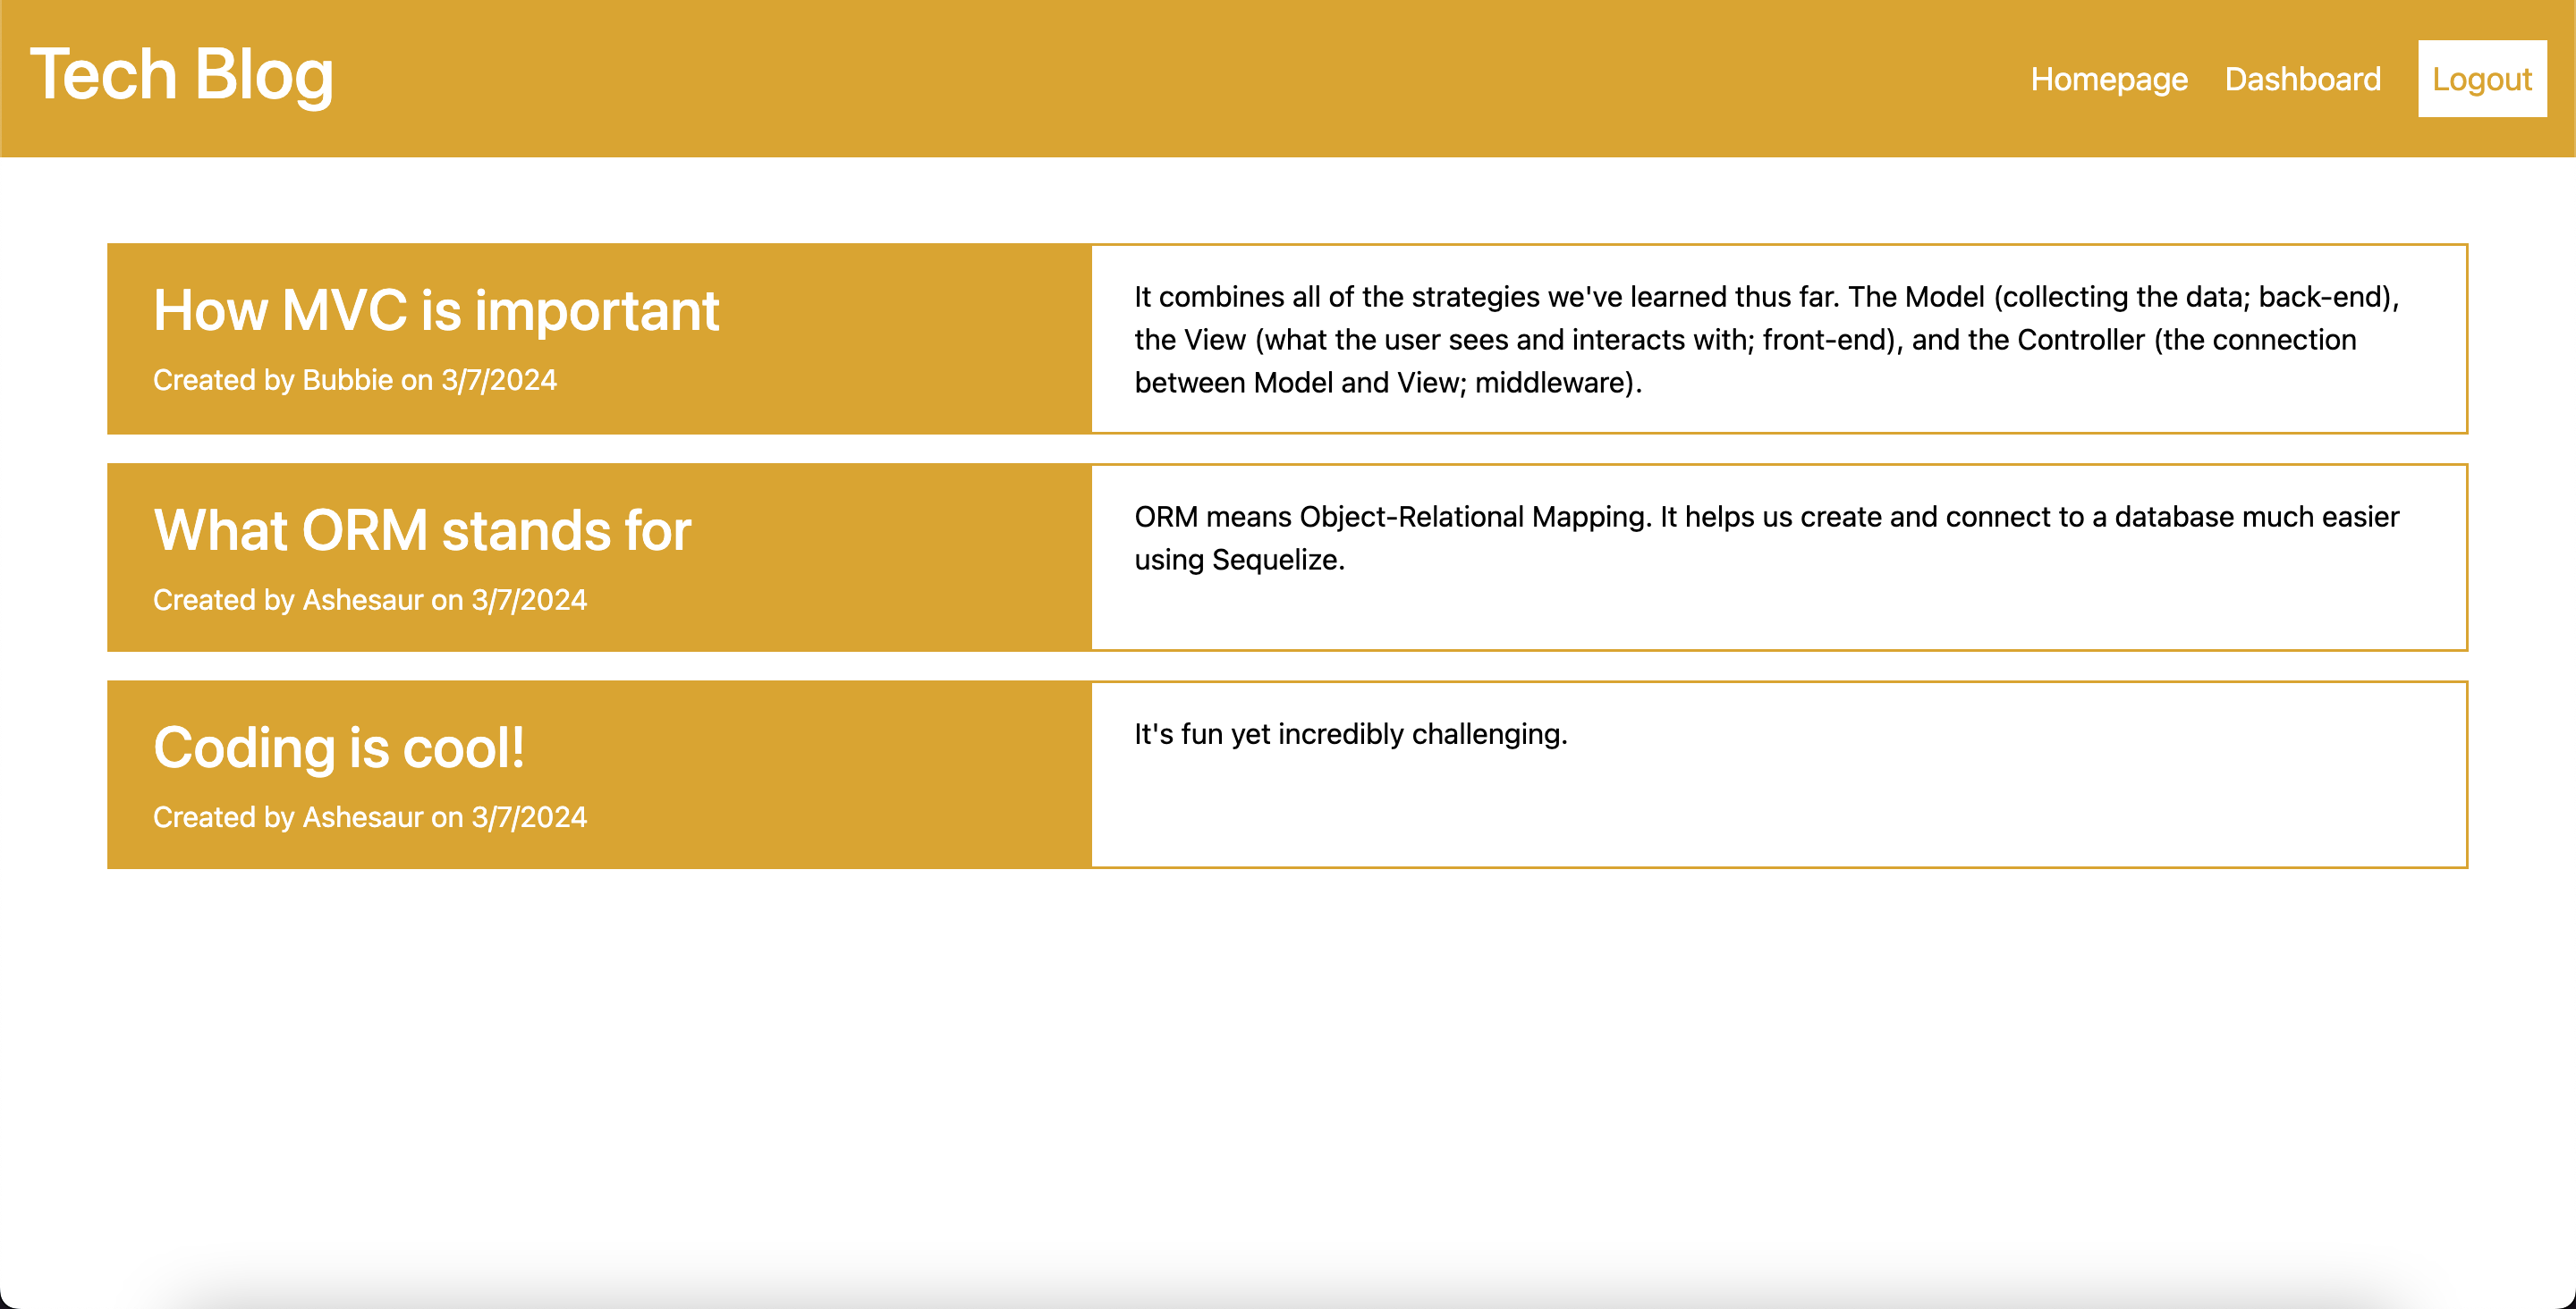 Tech Blog
Homepage Dashboard Logout
How MVC is important
Created by Bubbie on 3/7/2024
It combines all of the strategies we've learned thus far. The Model (collecting the data; back-end),
the View (what the user sees and interacts with; front-end), and the Controller (the connection
between Model and View; middleware).
What ORM stands for
Created by Ashesaur on 3/7/2024
ORM means Object-Relational Mapping. It helps us create and connect to a database much easier
using Sequelize.
Coding is cool!
Created by Ashesaur on 3/7/2024
It's fun yet incredibly challenging.